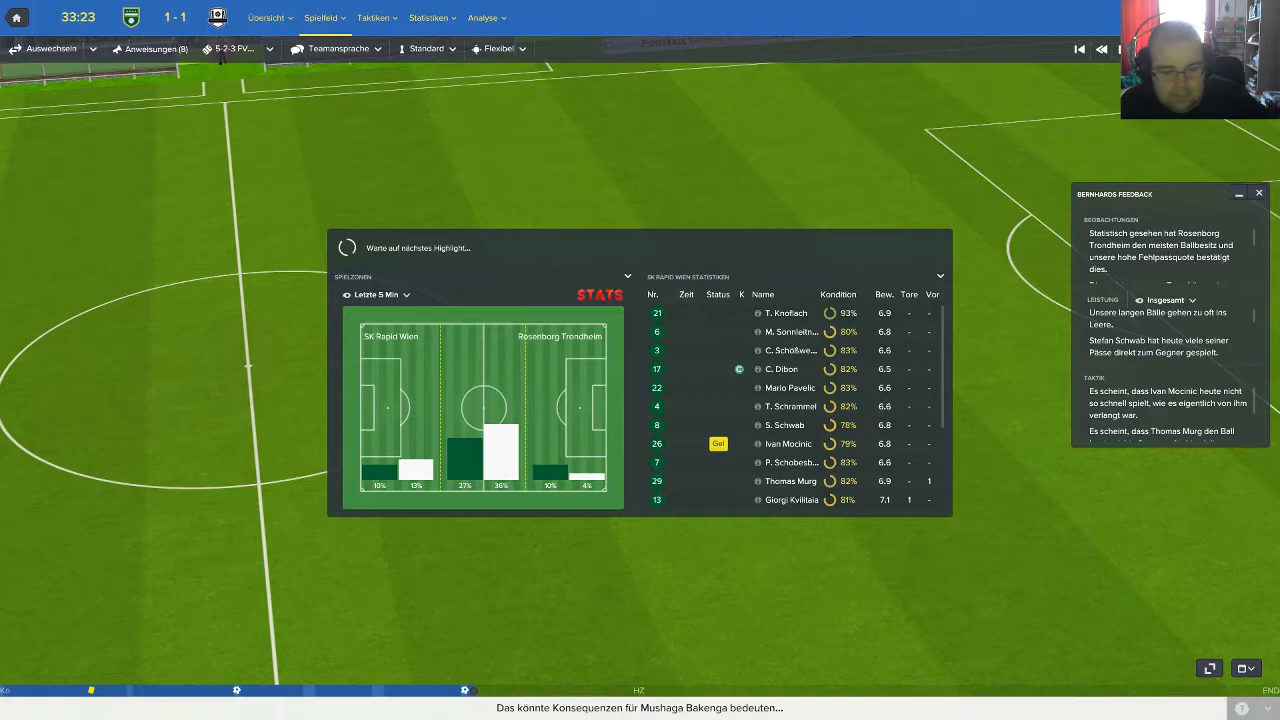 33:23
1 - 1
Übersicht
Spielfeld
Taktiken
Statistiken
Analyse
Auswechseln
Anweisungen (8)
5-2-3 FV...
Teamansprache
Standard
Flexibel
Warte auf nächstes Highlight...
SPIELZONEN
Letzte 5 Min
STATS
SK Rapid Wien
Rosenborg Trondheim
10%
13%
27%
36%
10%
4%
SK RAPID WIEN STATISTIKEN
Nr. Zeit Status K Name Kondition Bew. Tore Vor
21 T. Knoflach 93% 6.9 - -
6 M. Sonnleitn... 80% 6.8 - -
3 C. Schößwe... 83% 6.6 - -
17 C C. Dibon 82% 6.5 - -
22 Mario Pavelic 83% 6.6 - -
4 T. Schrammel 82% 6.6 - -
8 S. Schwab 78% 6.8 - -
26 Gel Ivan Mocinic 79% 6.8 - -
7 P. Schobesb... 83% 6.6 - -
29 Thomas Murg 82% 6.9 - 1
13 Giorgi Kvilitaia 81% 7.1 1 -
BERNHARDS FEEDBACK
BEOBACHTUNGEN
Statistisch gesehen hat Rosenborg
Trondheim den meisten Ballbesitz und
unsere hohe Fehlpassquote bestätigt
dies.
LEISTUNG
Insgesamt
Unsere langen Bälle gehen zu oft ins
Leere.
Stefan Schwab hat heute viele seiner
Pässe direkt zum Gegner gespielt.
TAKTIK
Es scheint, dass Ivan Mocinic heute nicht
so schnell spielt, wie es eigentlich von ihm
verlangt war.
Es scheint, dass Thomas Murg den Ball
Ko
HZ
END
Das könnte Konsequenzen für Mushaga Bakenga bedeuten...
?